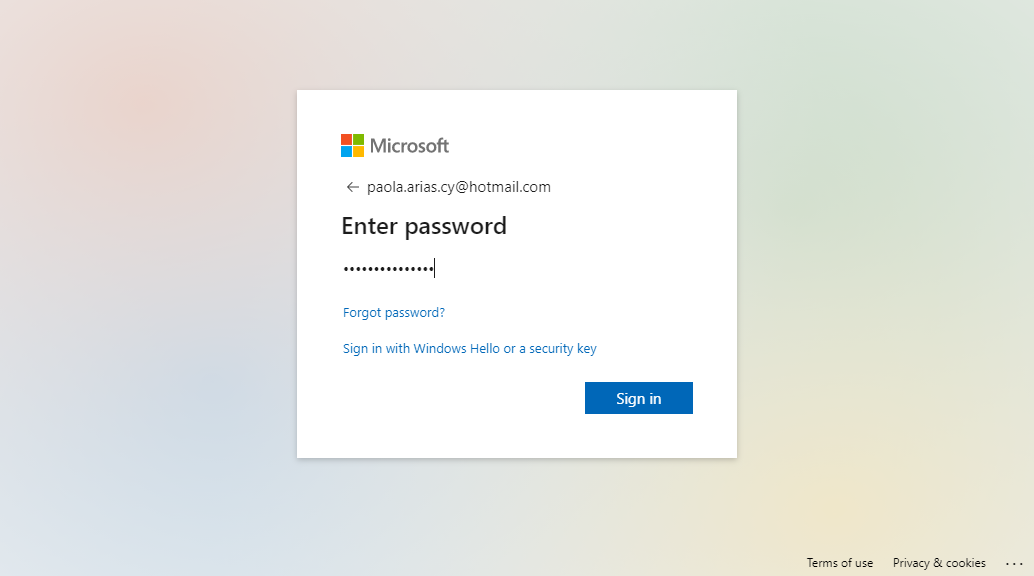 Microsoft
← paola.arias.cy@hotmail.com
Enter password
•••••••••••••••
Forgot password?
Sign in with Windows Hello or a security key
Sign in
Terms of use Privacy & cookies ...